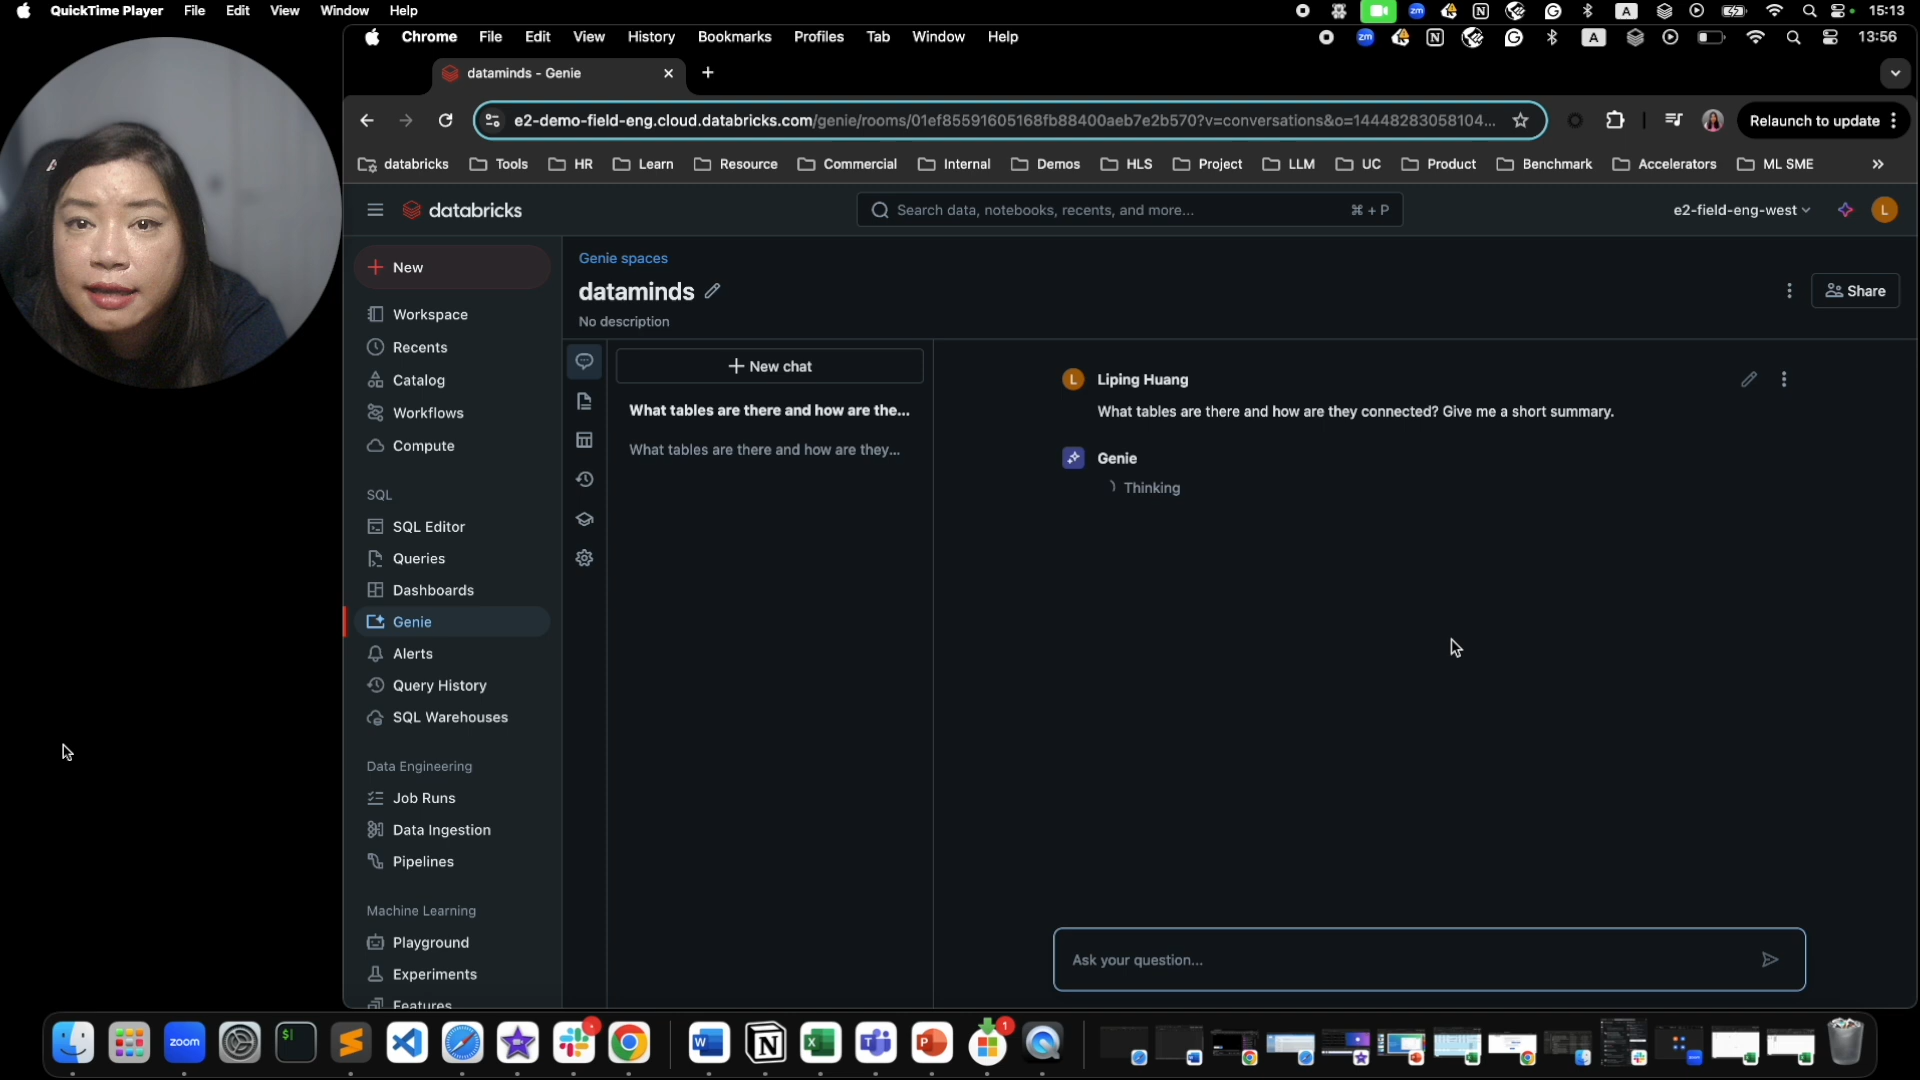 QuickTime Player File Edit View Window Help
zm N A 15:13
Chrome File Edit View History Bookmarks Profiles Tab Window Help
zm N A 13:56
dataminds - Genie
e2-demo-field-eng.cloud.databricks.com/genie/rooms/01ef85591605168fb88400aeb7e2b570?v=conversations&o=14448283058104...
Relaunch to update
databricks Tools HR Learn Resource Commercial Internal Demos HLS Project LLM UC Product Benchmark Accelerators ML SME »
databricks
Search data, notebooks, recents, and more... ⌘ + P
e2-field-eng-west
L
New
Workspace
Recents
Catalog
Workflows
Compute
SQL
SQL Editor
Queries
Dashboards
Genie
Alerts
Query History
SQL Warehouses
Data Engineering
Job Runs
Data Ingestion
Pipelines
Machine Learning
Playground
Experiments
Features
Genie spaces
dataminds
No description
Share
New chat
What tables are there and how are the...
What tables are there and how are they...
L Liping Huang
What tables are there and how are they connected? Give me a short summary.
Genie
Thinking
Ask your question...
zoom $ W N X T P 1